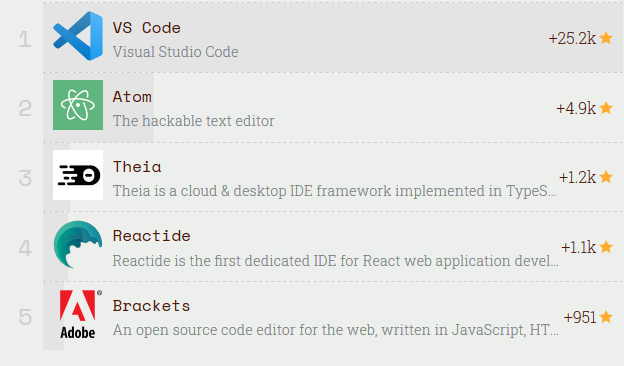 1
VS Code
Visual Studio Code
+25.2k
2
Atom
The hackable text editor
+4.9k
3
Theia
Theia is a cloud & desktop IDE framework implemented in TypeS...
+1.2k
4
Reactide
Reactide is the first dedicated IDE for React web application devel...
+1.1k
5
Adobe
Brackets
An open source code editor for the web, written in JavaScript, HT...
+951